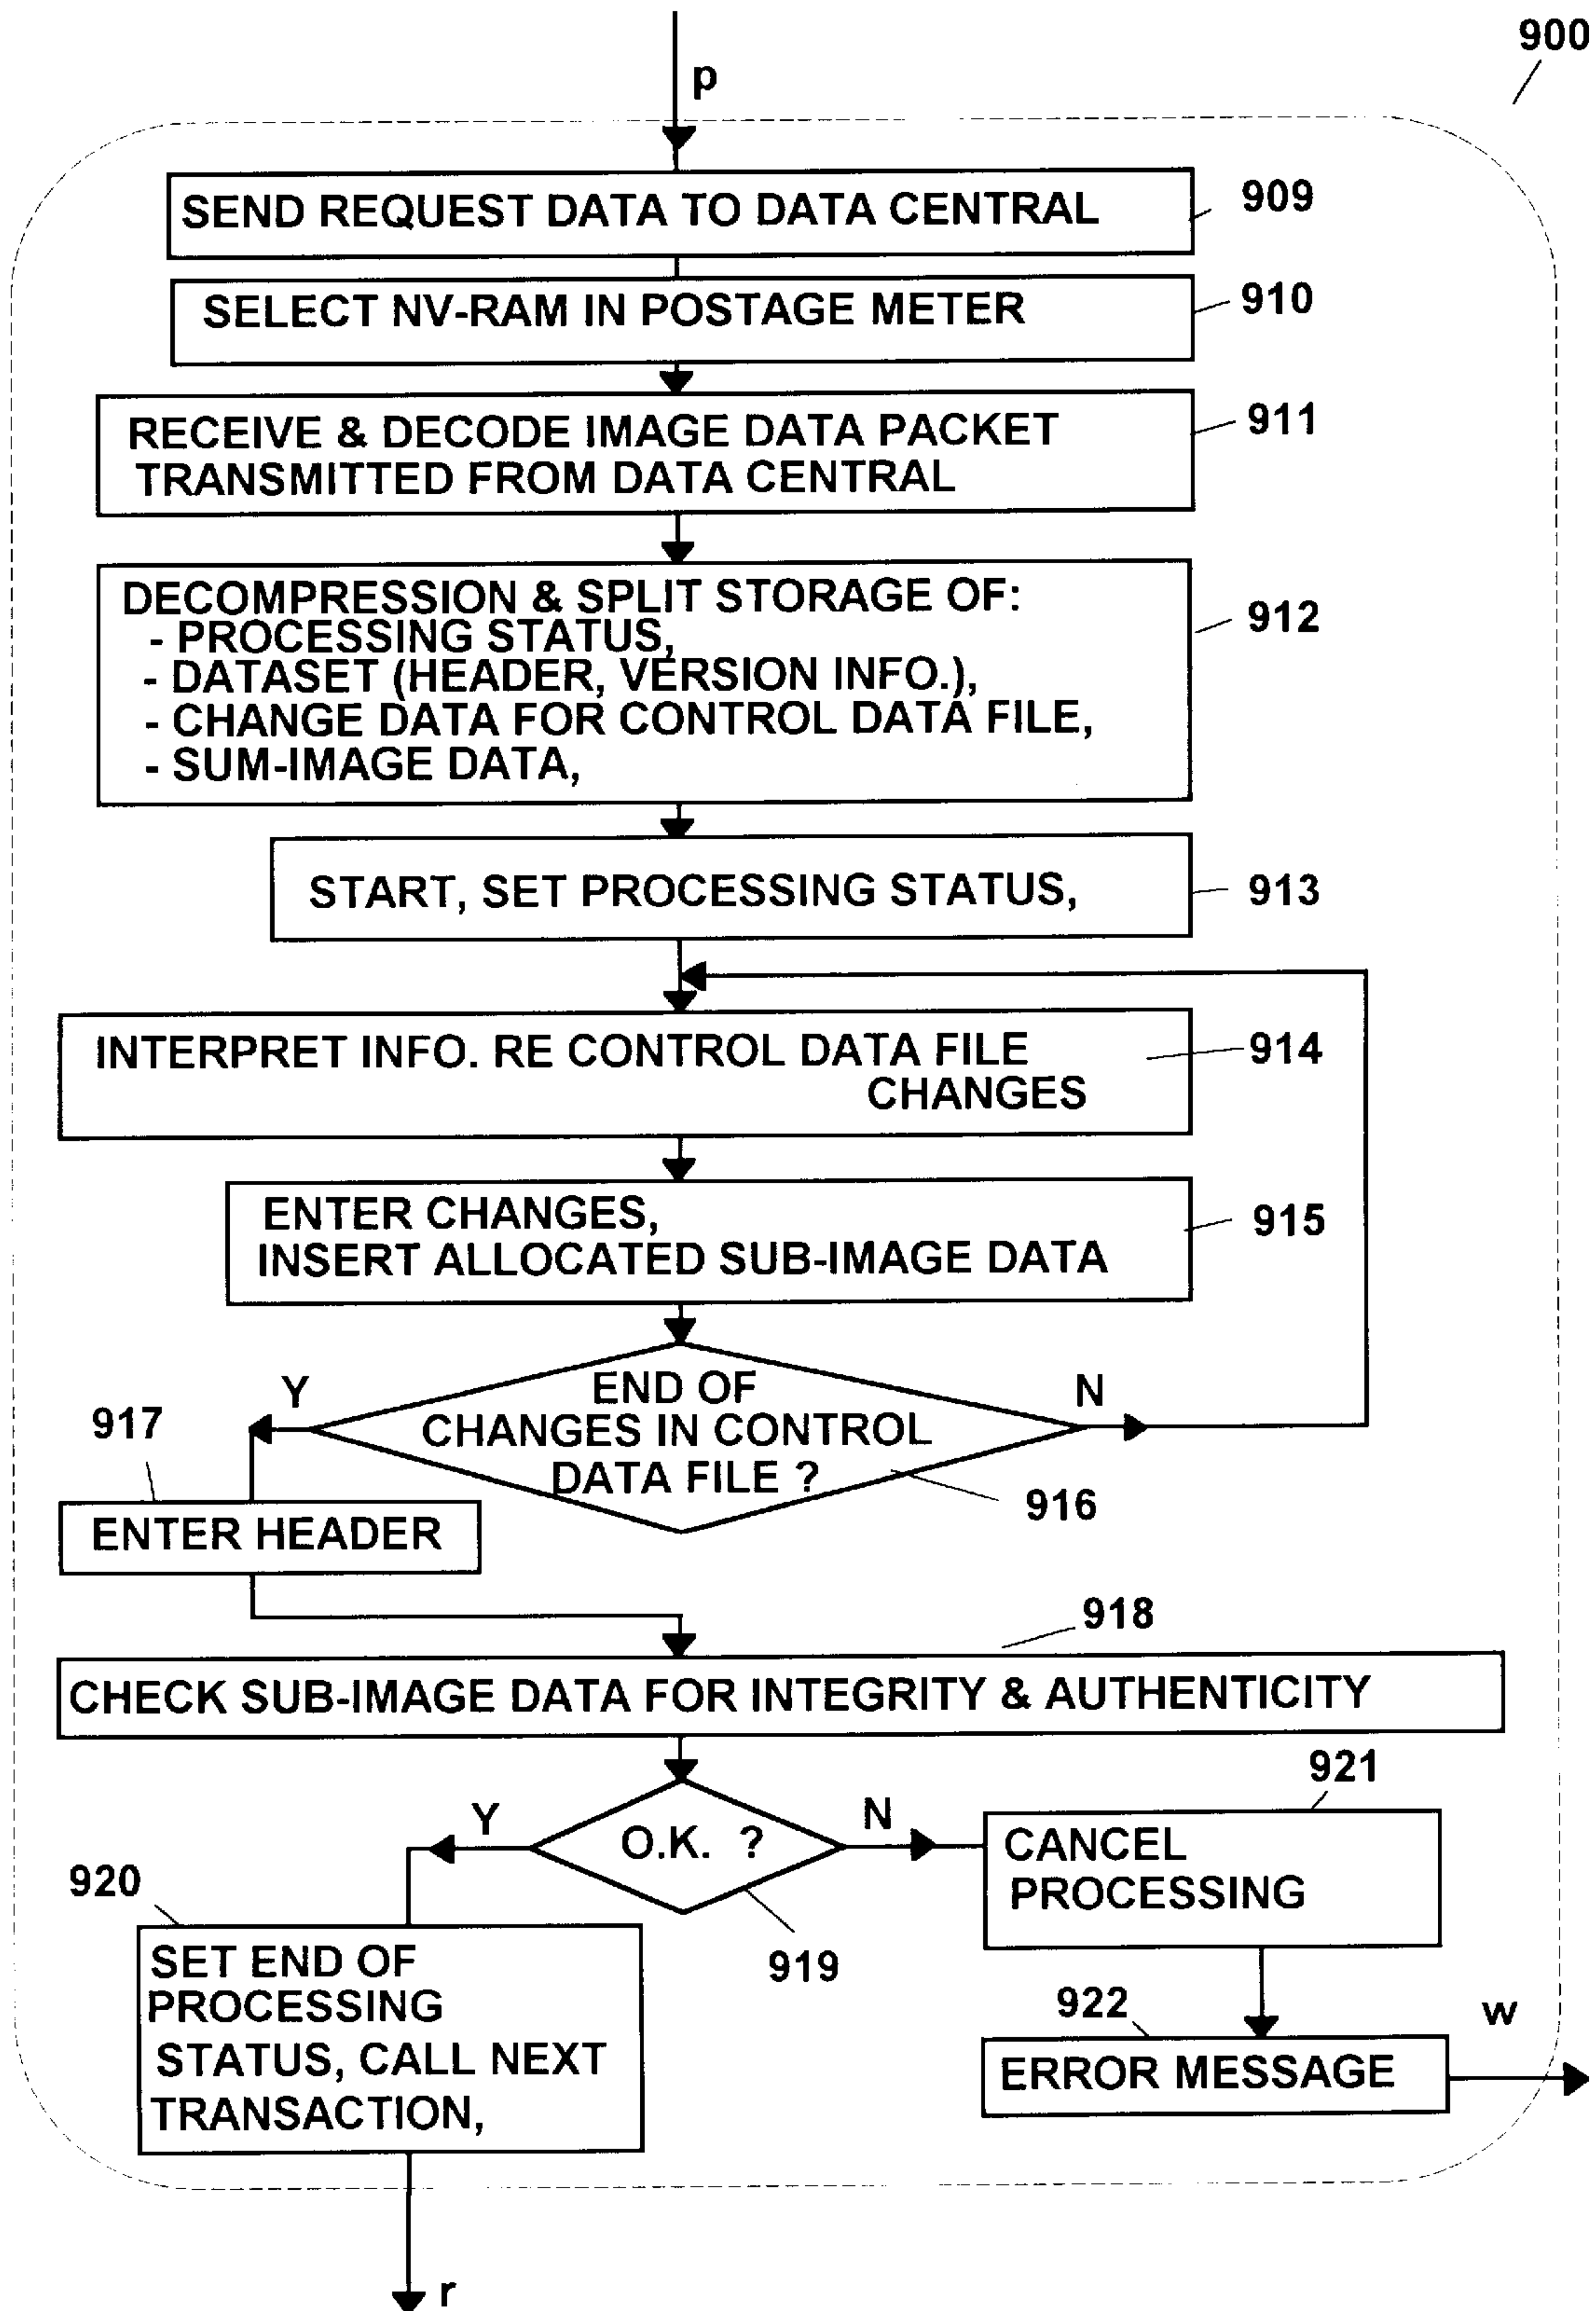 900
p
SEND REQUEST DATA TO DATA CENTRAL
909
SELECT NV-RAM IN POSTAGE METER
910
RECEIVE & DECODE IMAGE DATA PACKET
TRANSMITTED FROM DATA CENTRAL
911
DECOMPRESSION & SPLIT STORAGE OF:
- PROCESSING STATUS,
- DATASET (HEADER, VERSION INFO.),
- CHANGE DATA FOR CONTROL DATA FILE,
- SUM-IMAGE DATA,
912
START, SET PROCESSING STATUS,
913
INTERPRET INFO. RE CONTROL DATA FILE
CHANGES
914
ENTER CHANGES,
INSERT ALLOCATED SUB-IMAGE DATA
915
Y
END OF
CHANGES IN CONTROL
DATA FILE ?
N
916
917
ENTER HEADER
918
CHECK SUB-IMAGE DATA FOR INTEGRITY & AUTHENTICITY
Y
O.K. ?
N
919
921
CANCEL
PROCESSING
920
SET END OF
PROCESSING
STATUS, CALL NEXT
TRANSACTION,
922
ERROR MESSAGE
w
r